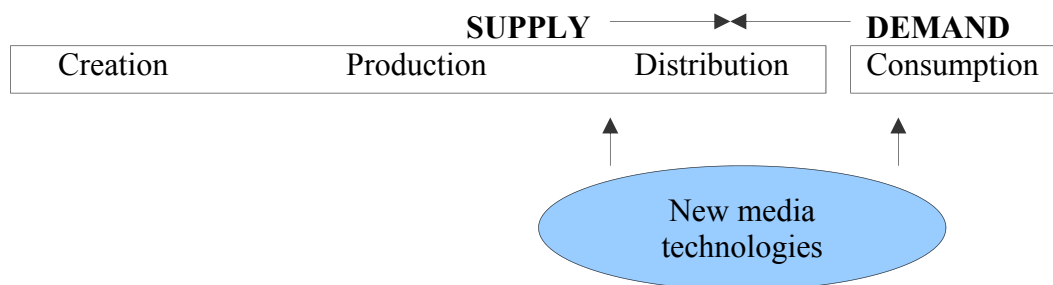 SUPPLY DEMAND
Creation Production Distribution Consumption
New media
technologies